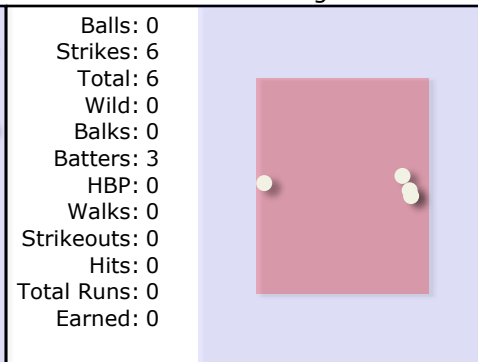 Balls: 0
Strikes: 6
Total: 6
Wild: 0
Balks: 0
Batters: 3
HBP: 0
Walks: 0
Strikeouts: 0
Hits: 0
Total Runs: 0
Earned: 0